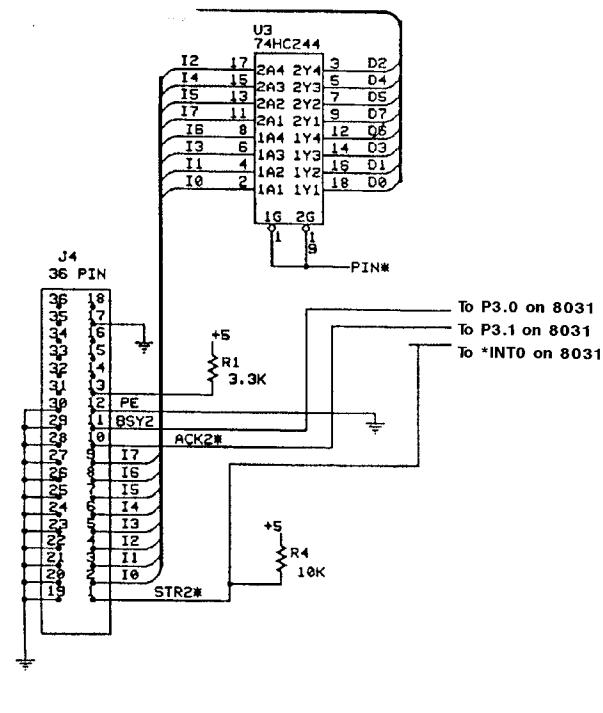 U3
74HC244
I2 17 2A4 2Y4 3 D2
I4 15 2A3 2Y3 5 D4
I5 13 2A2 2Y2 7 D5
I7 11 2A1 2Y1 9 D7
I6 8 1A4 1Y4 12 D6
I3 6 1A3 1Y3 14 D3
I1 4 1A2 1Y2 16 D1
I0 2 1A1 1Y1 18 D0
1G 2G
1 19
PIN*
J4
36 PIN
36 18
35 17
34 16
33 15
32 14
31 13
30 12 PE
29 11 BSY2
28 10 ACK2*
27 9 I7
26 8 I6
25 7 I5
24 6 I4
23 5 I3
22 4 I2
21 3 I1
20 2 I0
19 1 STR2*
+5
R1
3.3K
To P3.0 on 8031
To P3.1 on 8031
To *INT0 on 8031
+5
R4
10K